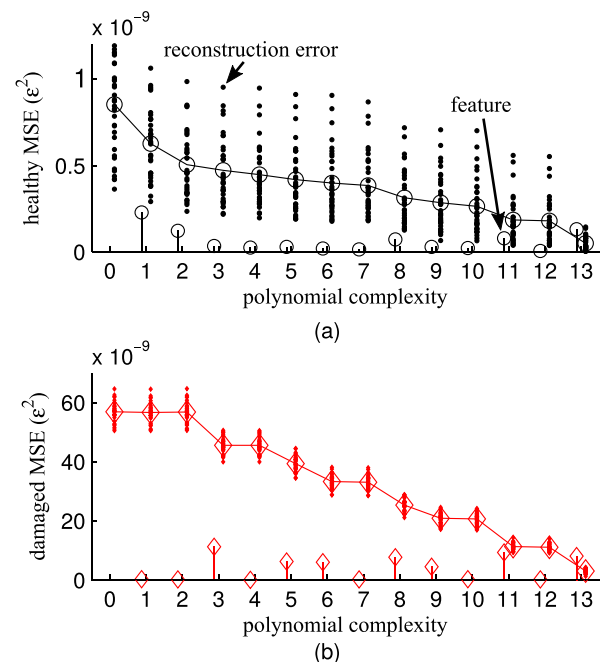 x 10⁻⁹
reconstruction error
1
feature
healthy MSE (ε²)
0.5
0
0 1 2 3 4 5 6 7 8 9 10 11 12 13
polynomial complexity
(a)
x 10⁻⁹
60
damaged MSE (ε²)
40
20
0
0 1 2 3 4 5 6 7 8 9 10 11 12 13
polynomial complexity
(b)